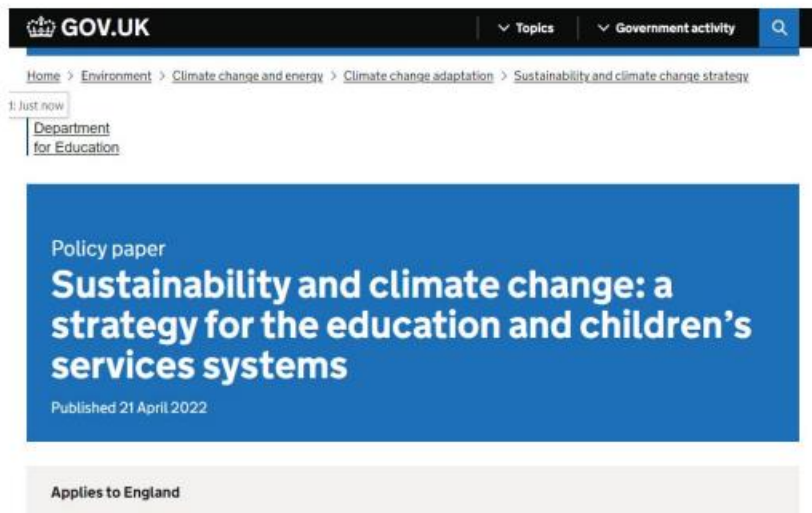 GOV.UK
Topics
Government activity
Home > Environment > Climate change and energy > Climate change adaptation > Sustainability and climate change strategy
d: Just now
Department
for Education
Policy paper
Sustainability and climate change: a
strategy for the education and children's
services systems
Published 21 April 2022
Applies to England